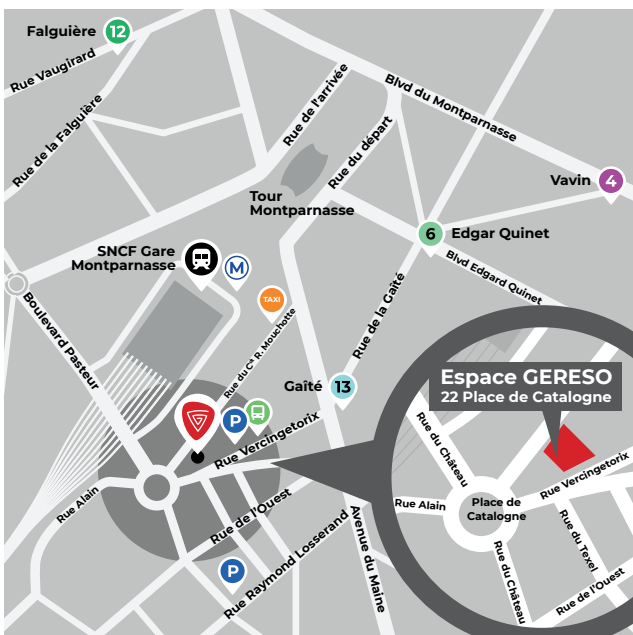 Falguière
12
Rue Vaugirard
Rue de la Falguière
Rue de l'arrivée
Rue du départ
Blvd du Montparnasse
Vavin
4
Tour
Montparnasse
6
Edgar Quinet
Blvd Edgard Quinet
SNCF Gare
Montparnasse
M
TAXI
Boulevard Pasteur
Rue du Cdt R. Mouchotte
Rue de la Gaîté
Gaîté
13
P
Rue Vercingetorix
Rue Alain
Rue de l'Ouest
P
Rue Raymond Losserand
Avenue du Maine
Espace GERESO
22 Place de Catalogne
Rue du Château
Rue Vercingetorix
Rue Alain
Place de
Catalogne
Rue du Texel
Rue du Château
Rue de l'Ouest